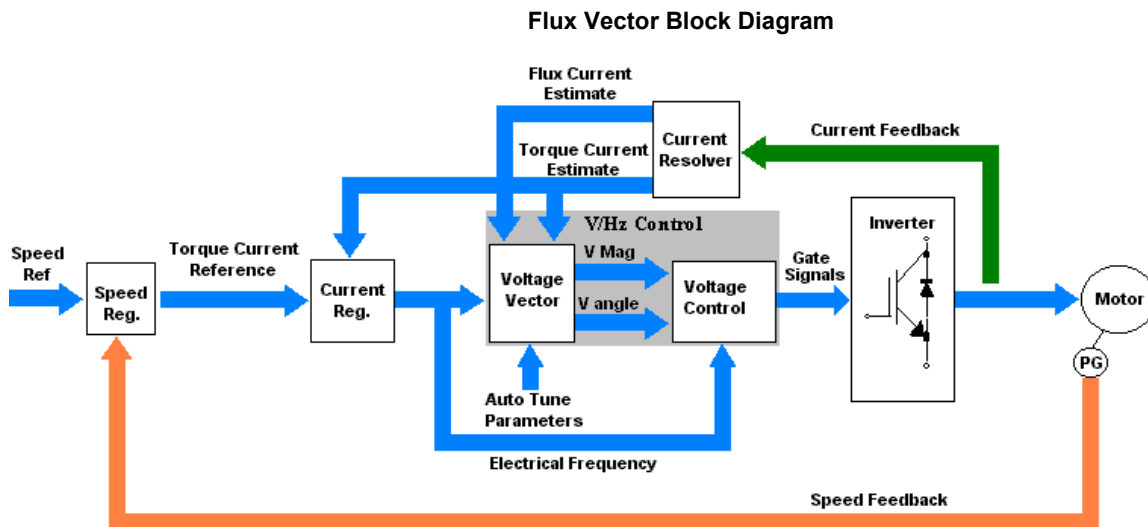 Flux Vector Block Diagram
Flux Current
Estimate
Torque Current
Estimate
Current
Resolver
Current Feedback
V/Hz Control
Inverter
Speed
Ref
Torque Current
Reference
Speed
Reg.
Current
Reg.
Voltage
Vector
V Mag
V angle
Voltage
Control
Gate
Signals
Motor
PG
Auto Tune
Parameters
Electrical Frequency
Speed Feedback